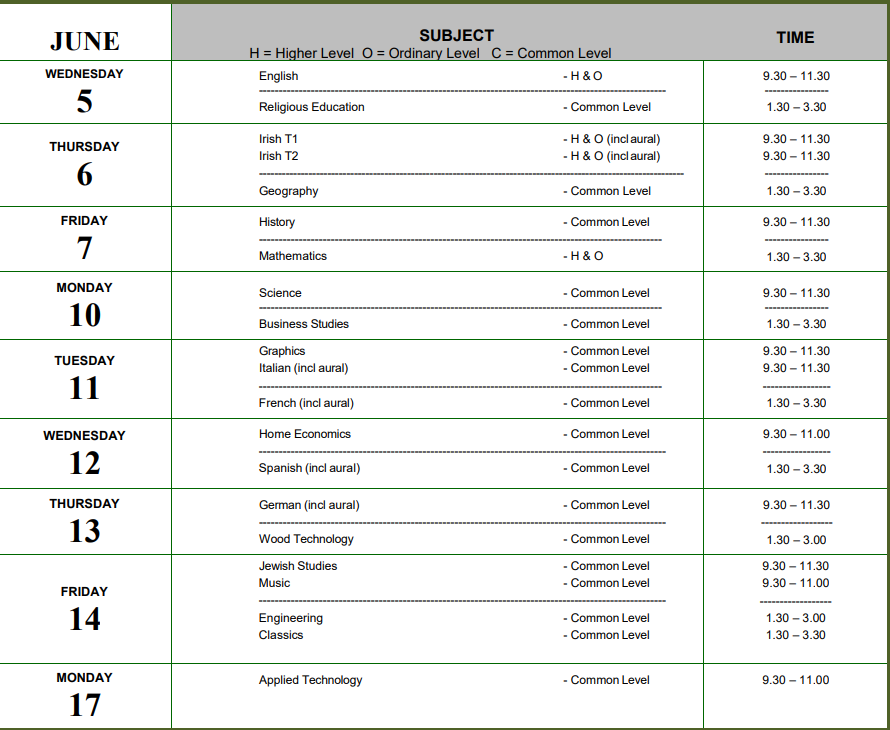 JUNE SUBJECT TIME
H = Higher Level O = Ordinary Level C = Common Level
WEDNESDAY
5
English - H & O 9.30 – 11.30
Religious Education - Common Level 1.30 – 3.30
THURSDAY
6
Irish T1 - H & O (incl aural) 9.30 – 11.30
Irish T2 - H & O (incl aural) 9.30 – 11.30
Geography - Common Level 1.30 – 3.30
FRIDAY
7
History - Common Level 9.30 – 11.30
Mathematics - H & O 1.30 – 3.30
MONDAY
10
Science - Common Level 9.30 – 11.30
Business Studies - Common Level 1.30 – 3.30
TUESDAY
11
Graphics - Common Level 9.30 – 11.30
Italian (incl aural) - Common Level 9.30 – 11.30
French (incl aural) - Common Level 1.30 – 3.30
WEDNESDAY
12
Home Economics - Common Level 9.30 – 11.00
Spanish (incl aural) - Common Level 1.30 – 3.30
THURSDAY
13
German (incl aural) - Common Level 9.30 – 11.30
Wood Technology - Common Level 1.30 – 3.00
FRIDAY
14
Jewish Studies - Common Level 9.30 – 11.30
Music - Common Level 9.30 – 11.00
Engineering - Common Level 1.30 – 3.00
Classics - Common Level 1.30 – 3.30
MONDAY
17
Applied Technology - Common Level 9.30 – 11.00